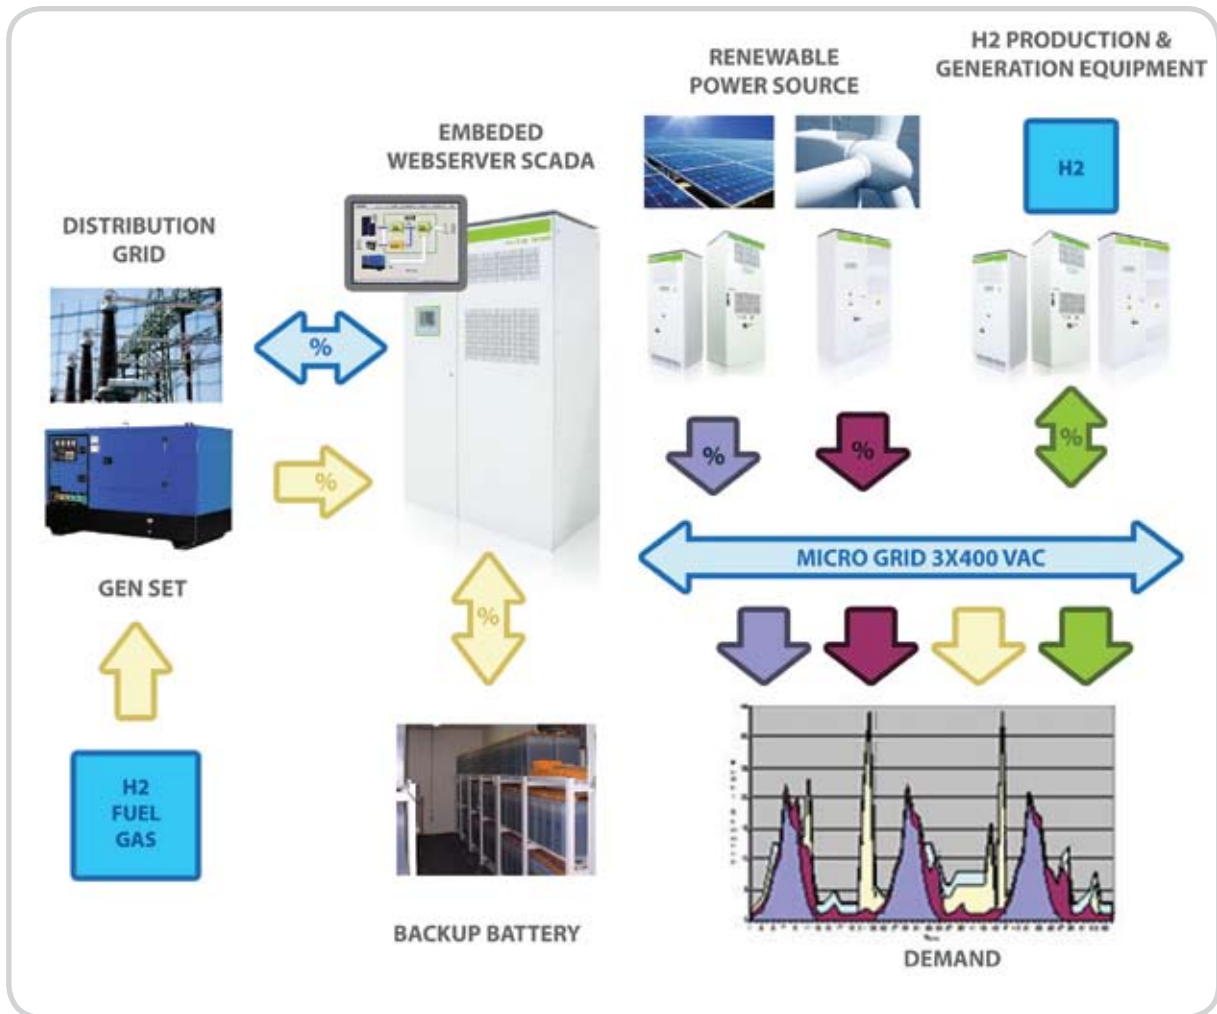 RENEWABLE
POWER SOURCE
H2 PRODUCTION &
GENERATION EQUIPMENT
H2
EMBEDED
WEBSERVER SCADA
DISTRIBUTION
GRID
%
%
%
%
%
GEN SET
%
MICRO GRID 3X400 VAC
H2
FUEL
GAS
BACKUP BATTERY
DEMAND